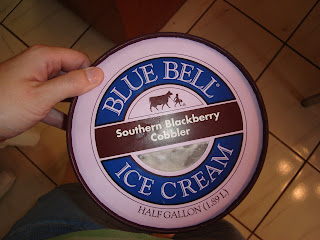 BLUE BELL®
Southern Blackberry
Cobbler
ICE CREAM
HALF GALLON (1.89 L)